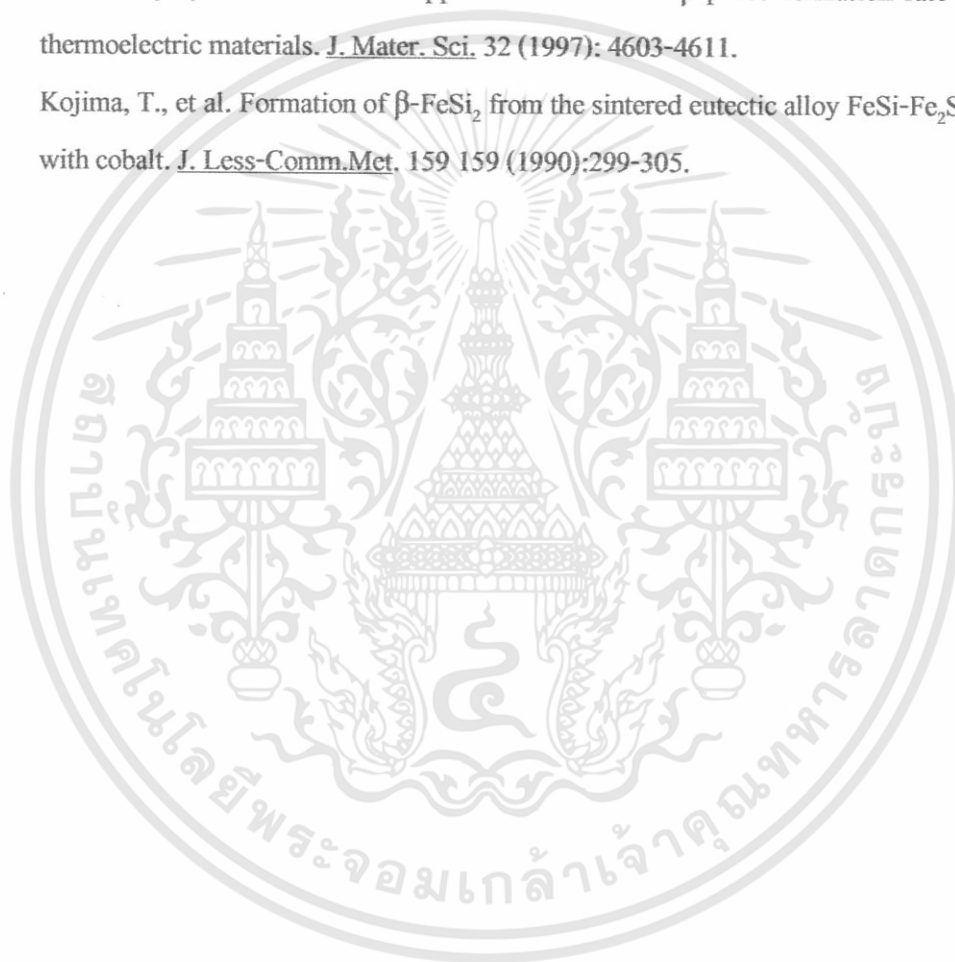 thermoelectric materials. J. Mater. Sci. 32 (1997): 4603-4611.
Kojima, T., et al. Formation of β-FeSi₂ from the sintered eutectic alloy FeSi-Fe₂S
with cobalt. J. Less-Comm.Met. 159 159 (1990):299-305.
สถาบันเทคโนโลยีพระจอมเกล้าเจ้าคุณทหารลาดกระบัง